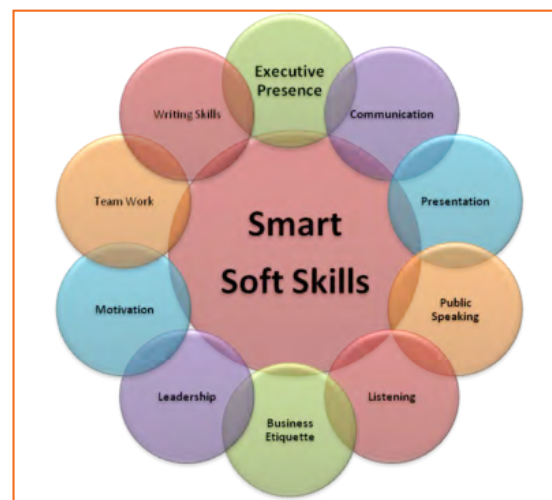 Executive
Presence
Writing Skills
Communication
Team Work
Presentation
Smart
Soft Skills
Motivation
Public
Speaking
Leadership
Listening
Business
Etiquette